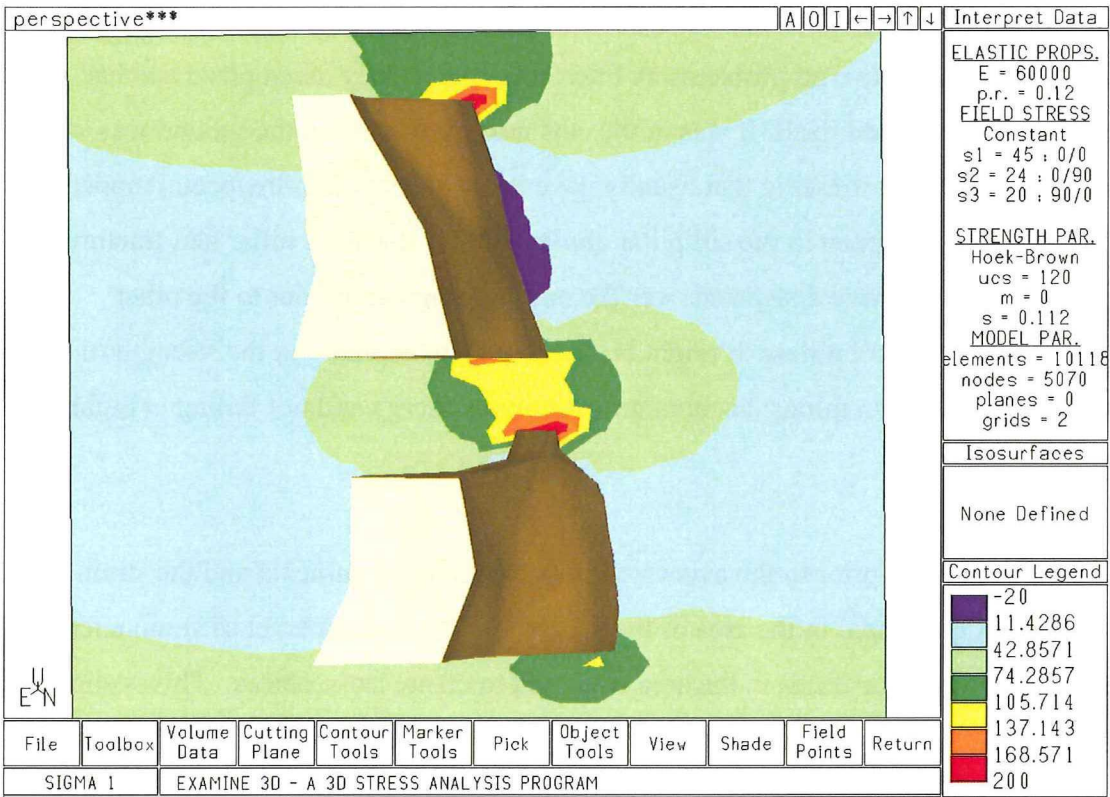 perspective***
A O I ← → ↑ ↓
Interpret Data
ELASTIC PROPS.
E = 60000
p.r. = 0.12
FIELD STRESS
Constant
s1 = 45 : 0/0
s2 = 24 : 0/90
s3 = 20 : 90/0
STRENGTH PAR.
Hoek-Brown
ucs = 120
m = 0
s = 0.112
MODEL PAR.
elements = 10118
nodes = 5070
planes = 0
grids = 2
Isosurfaces
None Defined
Contour Legend
-20
11.4286
42.8571
74.2857
105.714
137.143
168.571
200
U
E N
File Toolbox Volume Data Cutting Plane Contour Tools Marker Tools Pick Object Tools View Shade Field Points Return
SIGMA 1 EXAMINE 3D - A 3D STRESS ANALYSIS PROGRAM